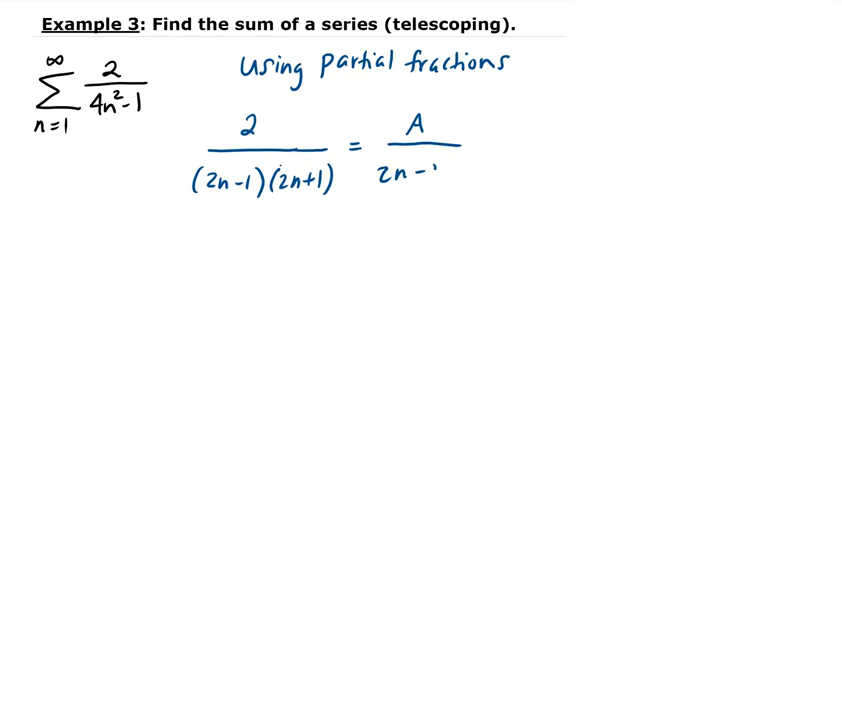 Example 3: Find the sum of a series (telescoping).
∞
∑ 2/(4n²-1)
n=1
Using partial fractions
2/((2n-1)(2n+1)) = A/(2n-